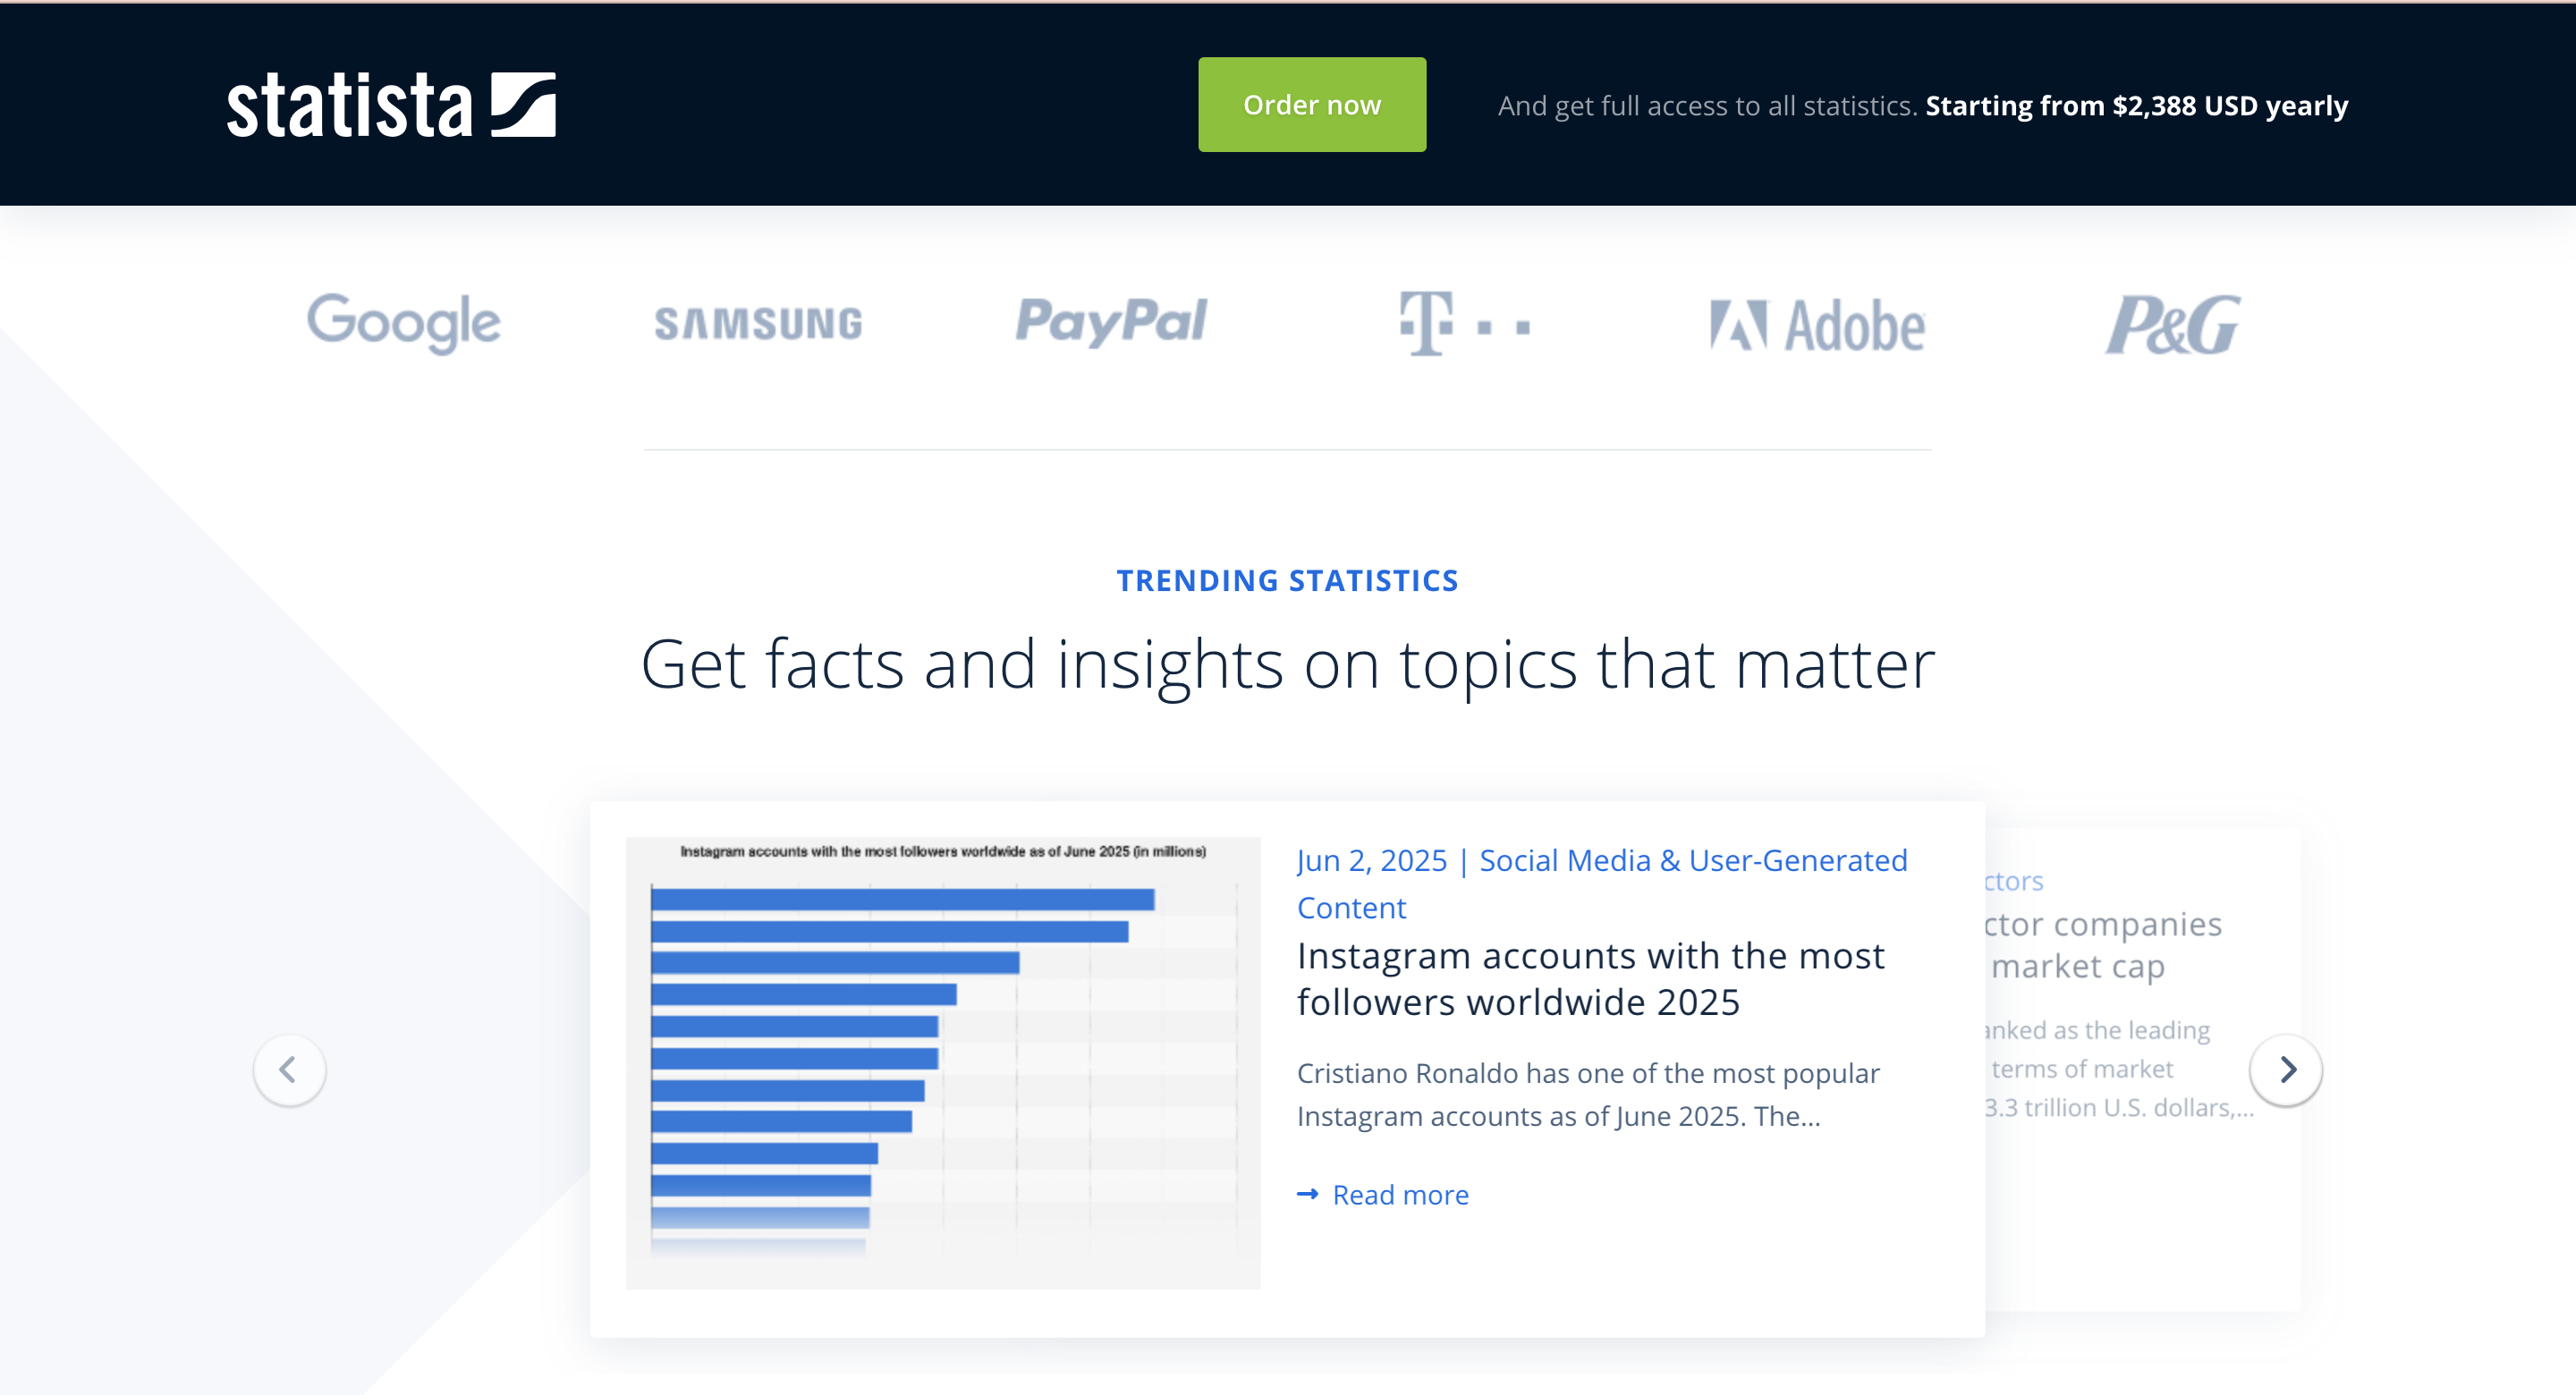 statista
Order now
And get full access to all statistics. Starting from $2,388 USD yearly
Google
SAMSUNG
PayPal
T
Adobe
P&G
TRENDING STATISTICS
Get facts and insights on topics that matter
Instagram accounts with the most followers worldwide as of June 2025 (in millions)
Jun 2, 2025 | Social Media & User-Generated
Content
Instagram accounts with the most
followers worldwide 2025
Cristiano Ronaldo has one of the most popular
Instagram accounts as of June 2025. The...
Read more
ctors
ctor companies
market cap
anked as the leading
terms of market
3.3 trillion U.S. dollars,...